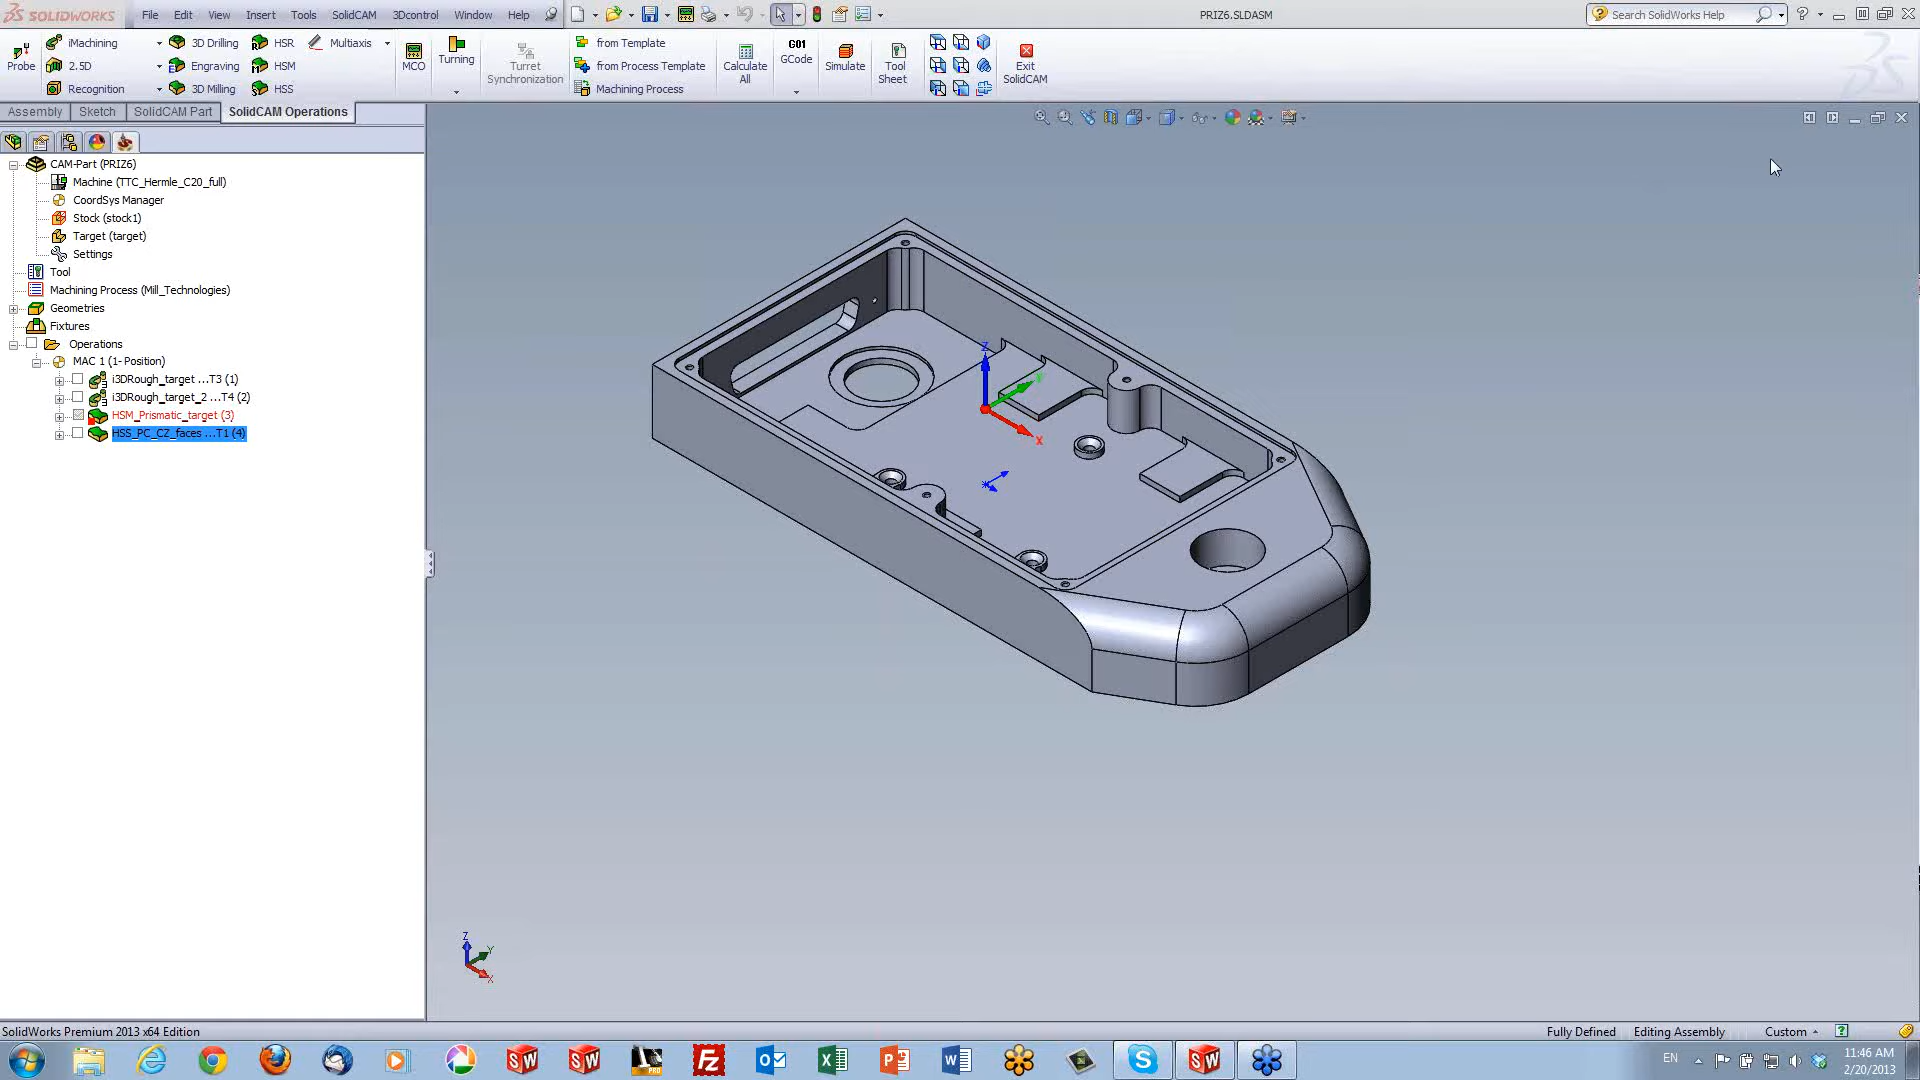 SOLIDWORKS File Edit View Insert Tools SolidCAM 3Dcontrol Window Help PRIZ6.SLDASM Search SolidWorks Help
iMachining 3D Drilling HSR Multiaxis
2.5D Engraving HSM
Recognition 3D Milling HSS
Probe MCO Turning Turret Synchronization
from Template
from Process Template
Machining Process
Calculate All
G01 GCode
Simulate
Tool Sheet
Exit SolidCAM
Assembly Sketch SolidCAM Part SolidCAM Operations
CAM-Part (PRIZ6)
Machine (TTC_Hermle_C20_full)
CoordSys Manager
Stock (stock1)
Target (target)
Settings
Tool
Machining Process (Mill_Technologies)
Geometries
Fixtures
Operations
MAC 1 (1- Position)
i3DRough_target ...T3 (1)
i3DRough_target_2 ...T4 (2)
HSM_Prismatic_target (3)
HSS_PC_CZ_faces ...T1 (4)
Z
Y
X
Z
Y
X
SolidWorks Premium 2013 x64 Edition Fully Defined Editing Assembly Custom
EN 11:46 AM
2/20/2013